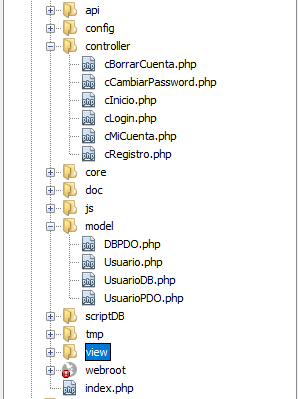 api
config
controller
cBorrarCuenta.php
cCambiarPassword.php
cInicio.php
cLogin.php
cMiCuenta.php
cRegistro.php
core
doc
js
model
DBPDO.php
Usuario.php
UsuarioDB.php
UsuarioPDO.php
scriptDB
tmp
view
webroot
index.php